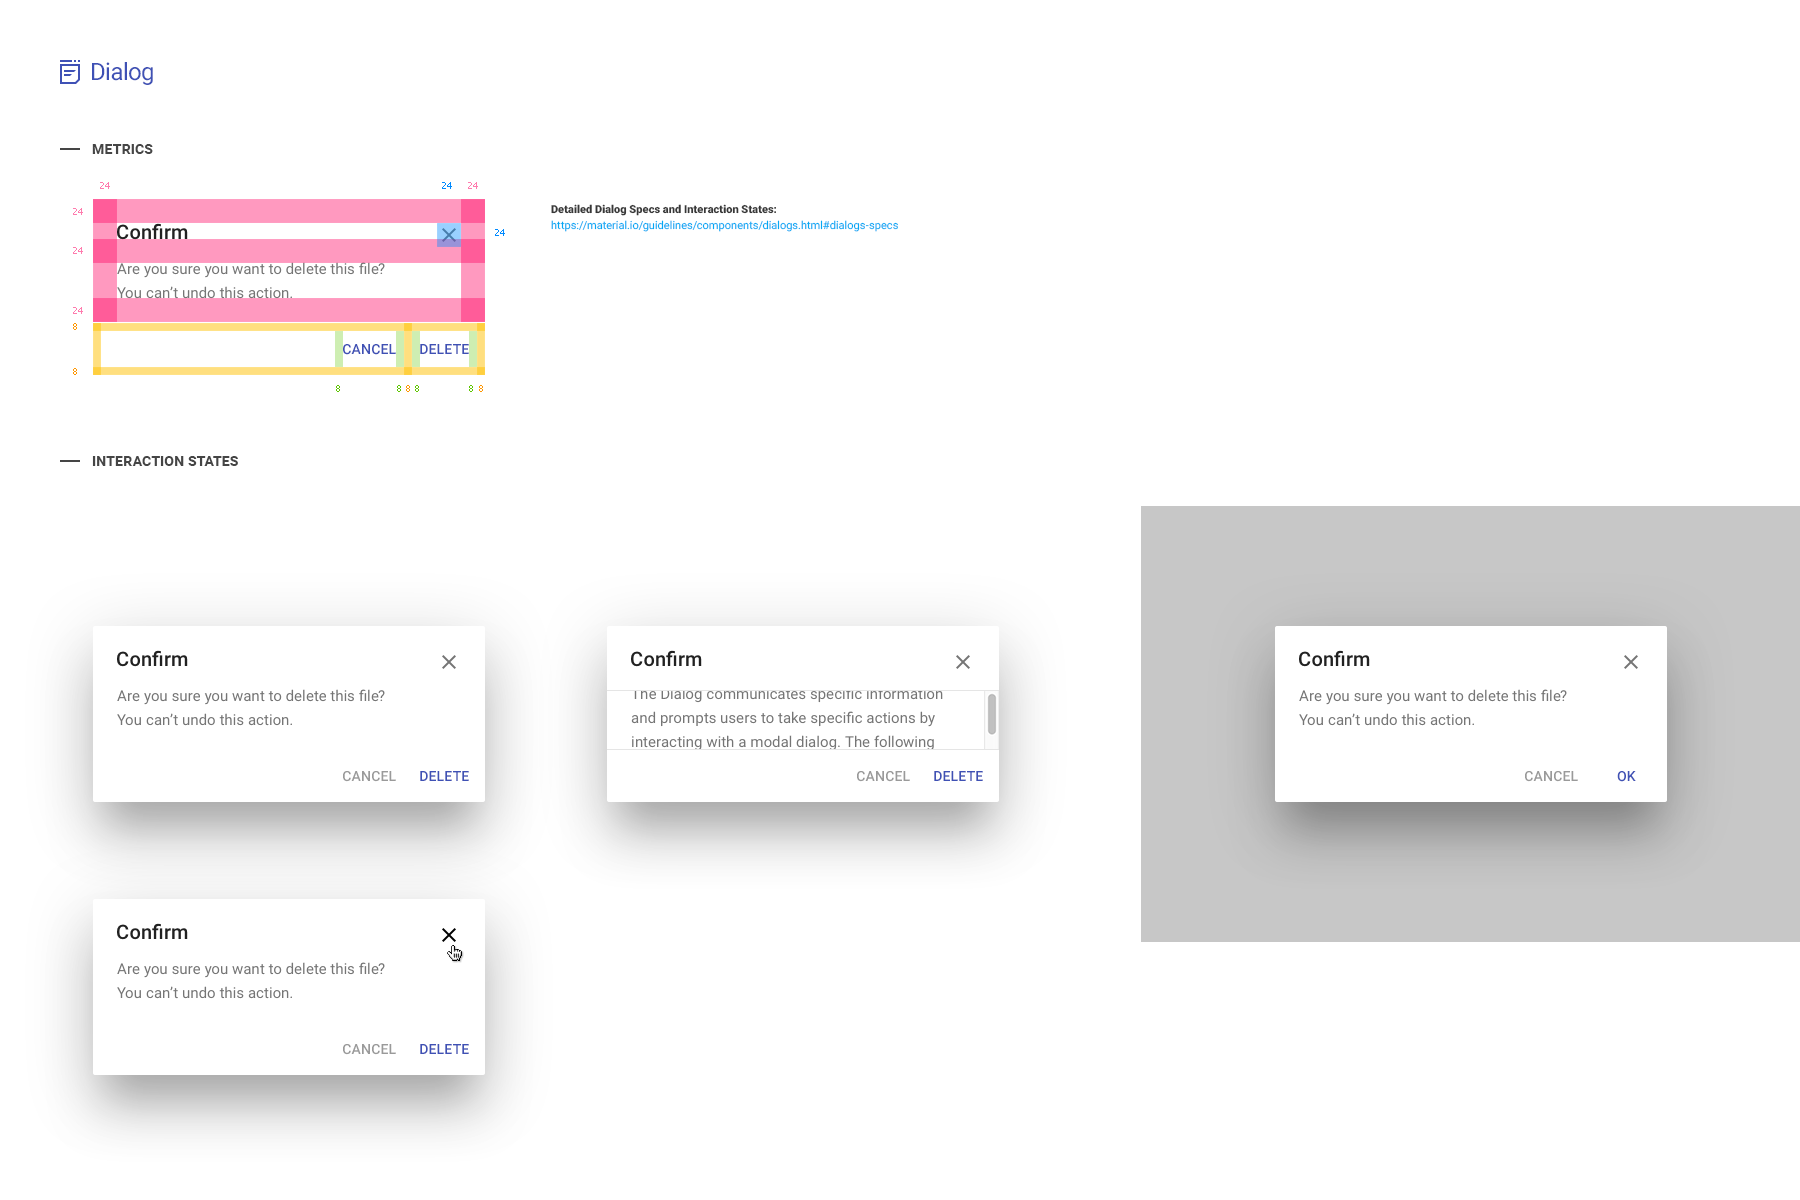 Dialog
METRICS
24 24 24
24
Confirm
24
24
Are you sure you want to delete this file?
You can't undo this action.
24
8
CANCEL DELETE
8
8 8 8 8 8 8
Detailed Dialog Specs and Interaction States:
https://material.io/guidelines/components/dialogs.html#dialogs-specs
INTERACTION STATES
Confirm
Are you sure you want to delete this file?
You can't undo this action.
CANCEL DELETE
Confirm
The Dialog communicates specific information
and prompts users to take specific actions by
interacting with a modal dialog. The following
CANCEL DELETE
Confirm
Are you sure you want to delete this file?
You can't undo this action.
CANCEL OK
Confirm
Are you sure you want to delete this file?
You can't undo this action.
CANCEL DELETE